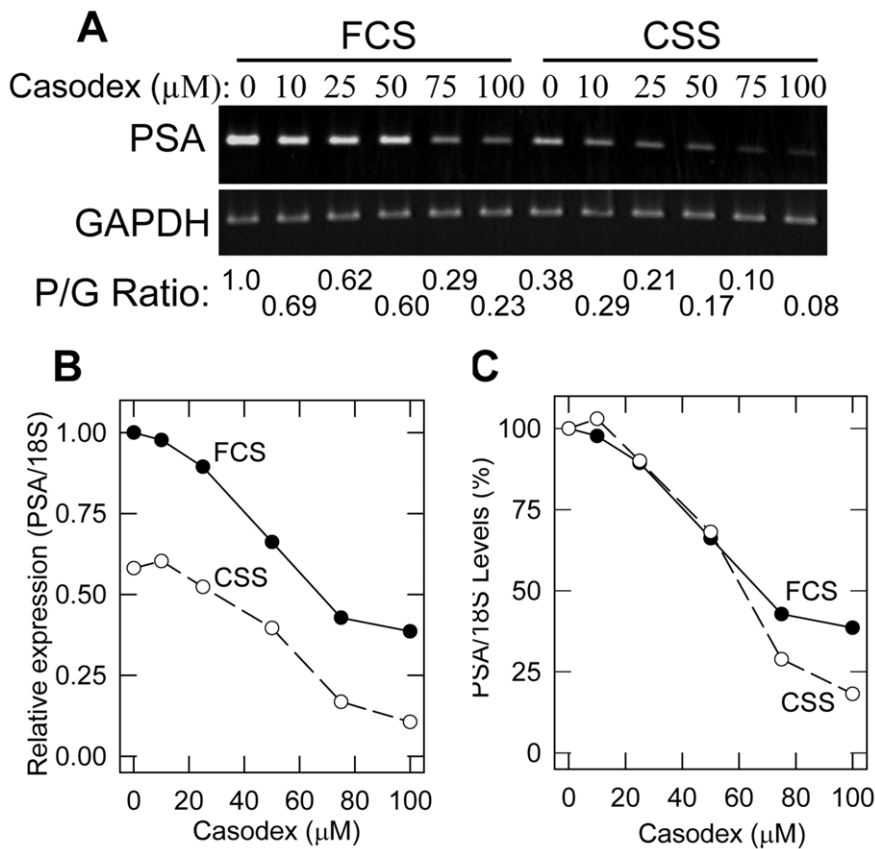 A
FCS CSS
Casodex (μM): 0 10 25 50 75 100 0 10 25 50 75 100
PSA
GAPDH
P/G Ratio: 1.0 0.69 0.62 0.60 0.29 0.23 0.38 0.29 0.21 0.17 0.10 0.08
B
Relative expression (PSA/18S)
1.00
0.75
0.50
0.25
0.00
FCS
CSS
0 20 40 60 80 100
Casodex (μM)
C
PSA/18S Levels (%)
100
75
50
25
0
FCS
CSS
0 20 40 60 80 100
Casodex (μM)